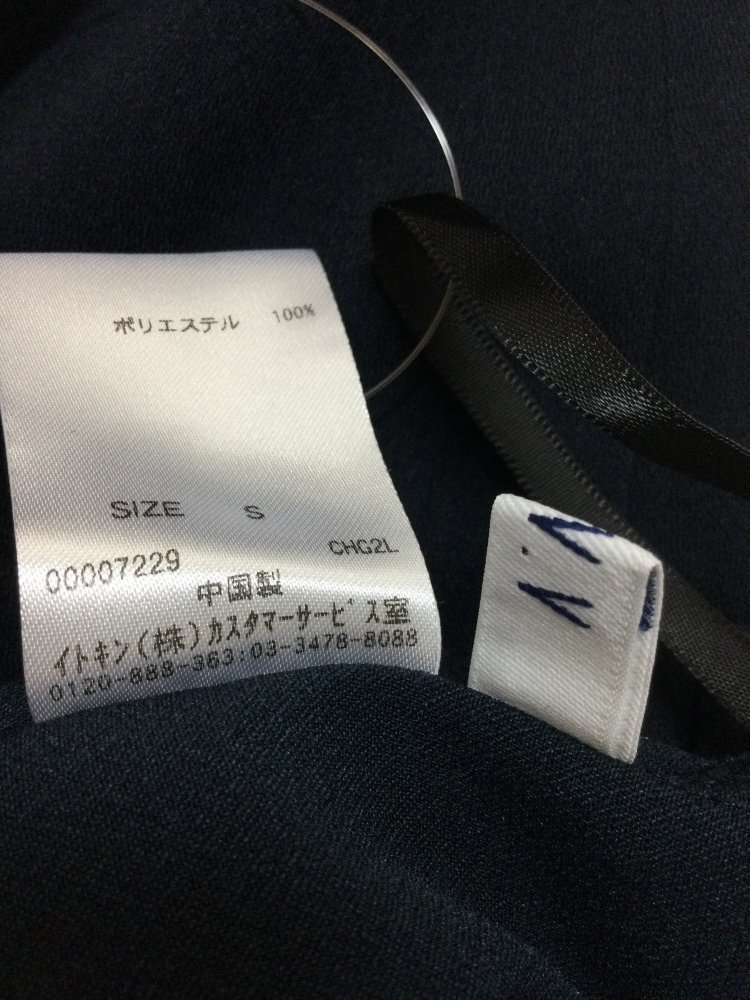 ポリエステル 100%
SIZE S
CHG2L
00007229
中国製
イトキン(株)カスタマーサービス室
0120-888-363:03-3478-8088